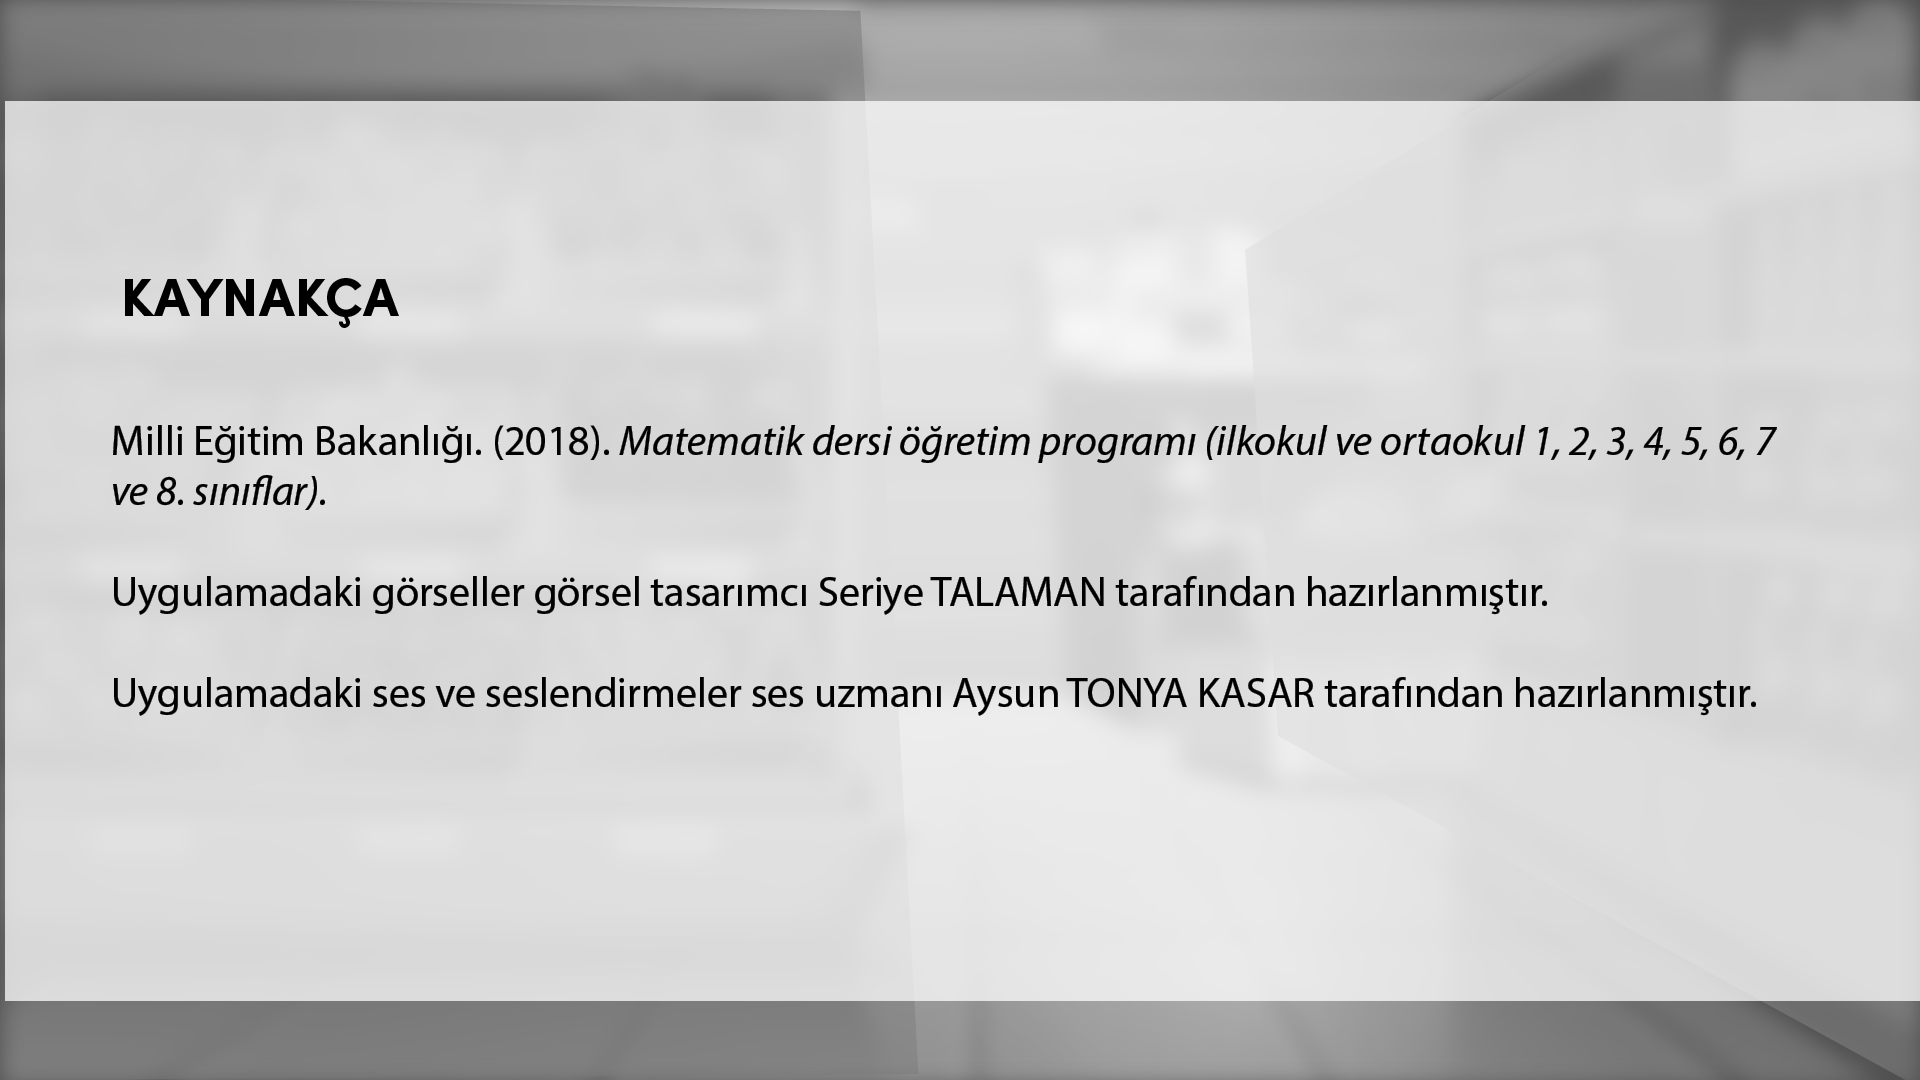 KAYNAKÇA
Milli Eğitim Bakanlığı. (2018). Matematik dersi öğretim programı (ilkokul ve ortaokul 1, 2, 3, 4, 5, 6, 7
ve 8. sınıflar).
Uygulamadaki görseller görsel tasarımcı Seriye TALAMAN tarafından hazırlanmıştır.
Uygulamadaki ses ve seslendirmeler ses uzmanı Aysun TONYA KASAR tarafından hazırlanmıştır.